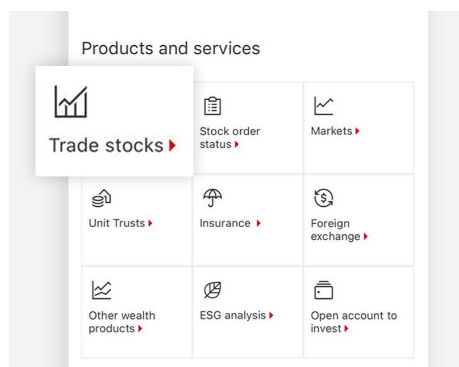 Products and services
Trade stocks
Stock order
status
Markets
Unit Trusts
Insurance
Foreign
exchange
Other wealth
products
ESG analysis
Open account to
invest